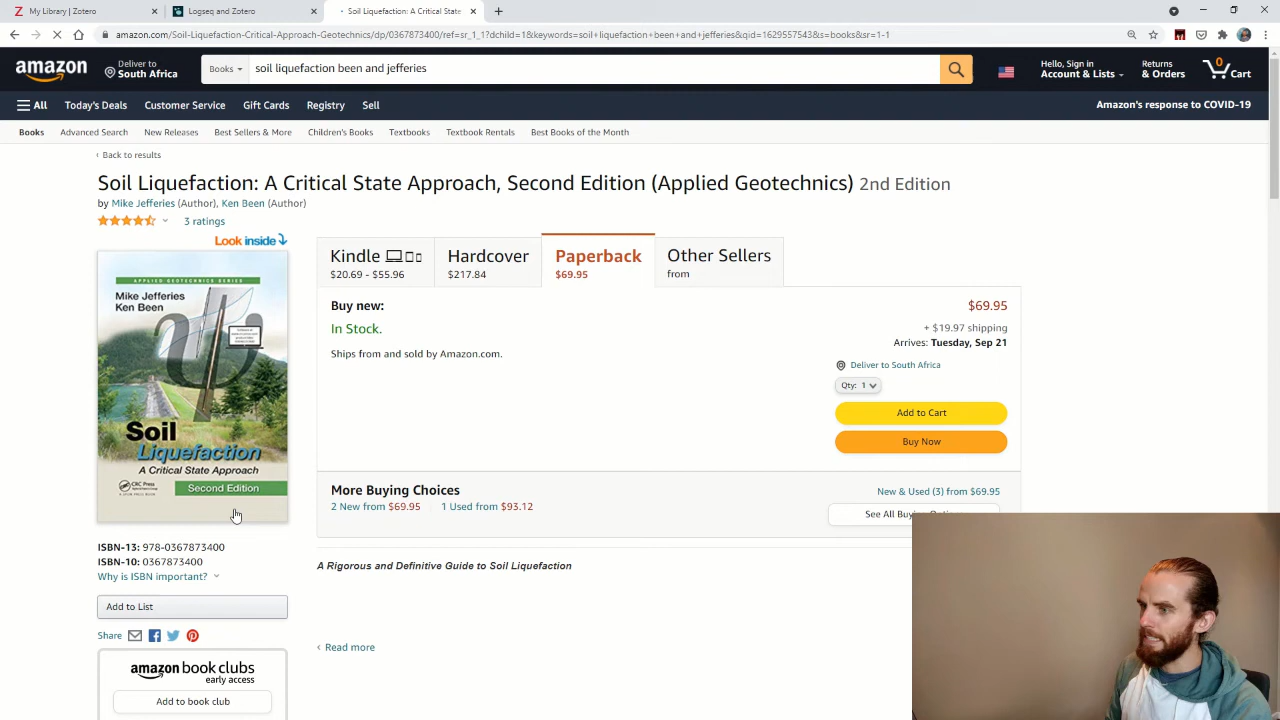 My Library | Zotero
Logseq and Zotero
Soil Liquefaction: A Critical State
amazon.com/Soil-Liquefaction-Critical-Approach-Geotechnics/dp/0367873400/ref=sr_1_1?dchild=1&keywords=soil+liquefaction+been+and+jefferies&qid=1629557543&s=books&sr=1-1
amazon
Deliver to
South Africa
Books
soil liquefaction been and jefferies
Hello, Sign in
Account & Lists
Returns
& Orders
0
Cart
All
Today's Deals
Customer Service
Gift Cards
Registry
Sell
Amazon's response to COVID-19
Books
Advanced Search
New Releases
Best Sellers & More
Children's Books
Textbooks
Textbook Rentals
Best Books of the Month
‹ Back to results
Soil Liquefaction: A Critical State Approach, Second Edition (Applied Geotechnics) 2nd Edition
by Mike Jefferies (Author), Ken Been (Author)
3 ratings
Look inside
APPLIED GEOTECHNICS SERIES
Mike Jefferies
Ken Been
Soil
Liquefaction
A Critical State Approach
CRC Press
Second Edition
Kindle
$20.69 - $55.96
Hardcover
$217.84
Paperback
$69.95
Other Sellers
from
Buy new:
$69.95
In Stock.
+ $19.97 shipping
Arrives: Tuesday, Sep 21
Ships from and sold by Amazon.com.
Deliver to South Africa
Qty: 1
Add to Cart
Buy Now
More Buying Choices
2 New from $69.95
1 Used from $93.12
New & Used (3) from $69.95
See All Buying Options
ISBN-13: 978-0367873400
ISBN-10: 0367873400
Why is ISBN important?
A Rigorous and Definitive Guide to Soil Liquefaction
Add to List
Share
‹ Read more
amazon book clubs
early access
Add to book club